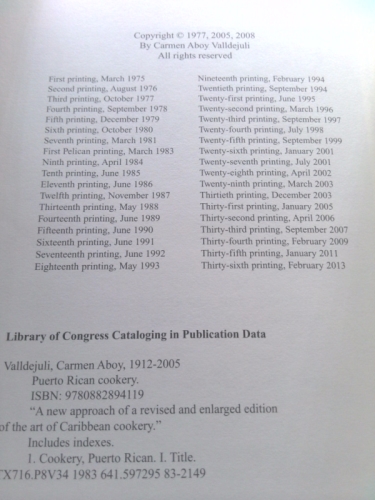 Copyright © 1977, 2005, 2008
By Carmen Aboy Valldejuli
All rights reserved
First printing, March 1975
Second printing, August 1976
Third printing, October 1977
Fourth printing, September 1978
Fifth printing, December 1979
Sixth printing, October 1980
Seventh printing, March 1981
First Pelican printing, March 1983
Ninth printing, April 1984
Tenth printing, June 1985
Eleventh printing, June 1986
Twelfth printing, November 1987
Thirteenth printing, May 1988
Fourteenth printing, June 1989
Fifteenth printing, June 1990
Sixteenth printing, June 1991
Seventeenth printing, June 1992
Eighteenth printing, May 1993
Nineteenth printing, February 1994
Twentieth printing, September 1994
Twenty-first printing, June 1995
Twenty-second printing, March 1996
Twenty-third printing, September 1997
Twenty-fourth printing, July 1998
Twenty-fifth printing, September 1999
Twenty-sixth printing, January 2001
Twenty-seventh printing, July 2001
Twenty-eighth printing, April 2002
Twenty-ninth printing, March 2003
Thirtieth printing, December 2003
Thirty-first printing, January 2005
Thirty-second printing, April 2006
Thirty-third printing, September 2007
Thirty-fourth printing, February 2009
Thirty-fifth printing, January 2011
Thirty-sixth printing, February 2013
Library of Congress Cataloging in Publication Data
Valldejuli, Carmen Aboy, 1912-2005
Puerto Rican cookery.
ISBN: 9780882894119
“A new approach of a revised and enlarged edition
of the art of Caribbean cookery.”
Includes indexes.
1. Cookery, Puerto Rican. I. Title.
TX716.P8V34 1983 641.597295 83-2149